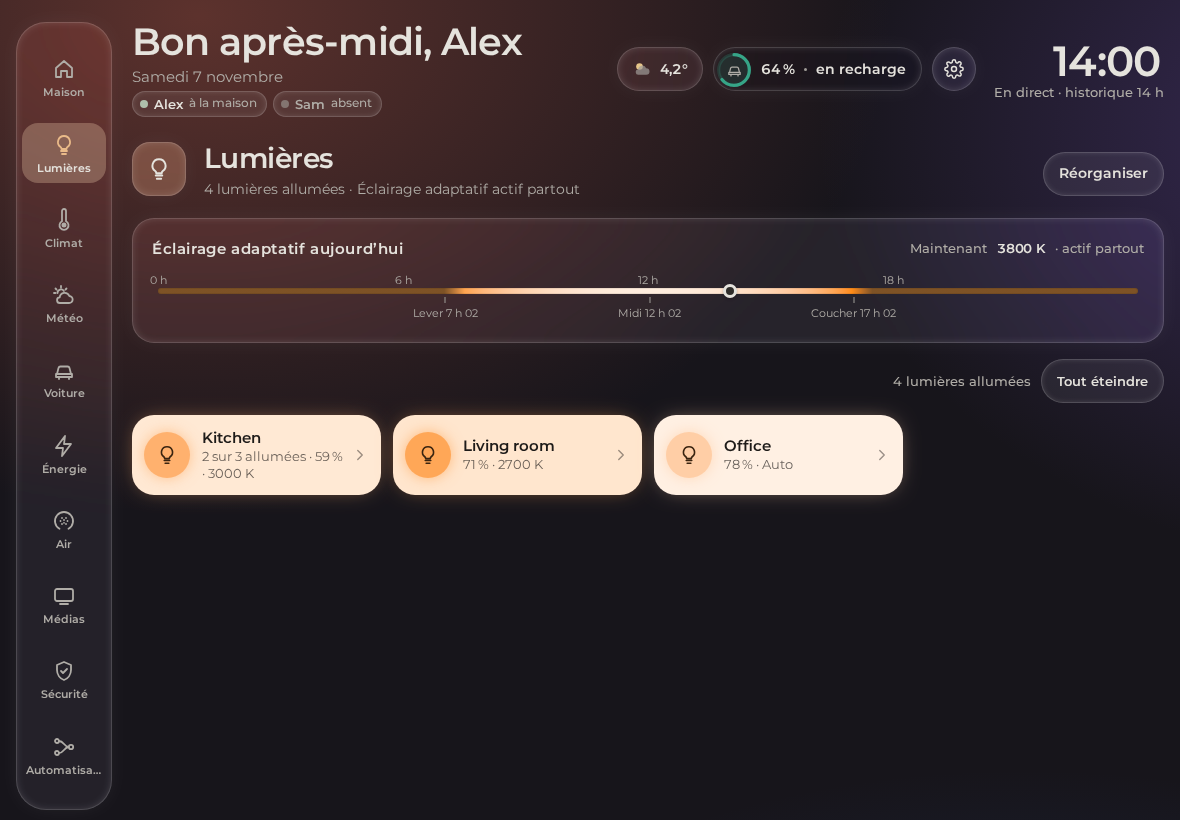 Bon après-midi, Alex
Samedi 7 novembre
Alex à la maison
Sam absent
4,2°
64 % · en recharge
14:00
En direct · historique 14 h
Maison
Lumières
Climat
Météo
Voiture
Énergie
Air
Médias
Sécurité
Automatisa...
Lumières
4 lumières allumées · Éclairage adaptatif actif partout
Réorganiser
Éclairage adaptatif aujourd’hui
Maintenant 3800 K · actif partout
0 h
6 h
12 h
18 h
Lever 7 h 02
Midi 12 h 02
Coucher 17 h 02
4 lumières allumées
Tout éteindre
Kitchen
2 sur 3 allumées · 59 %
· 3000 K
Living room
71 % · 2700 K
Office
78 % · Auto